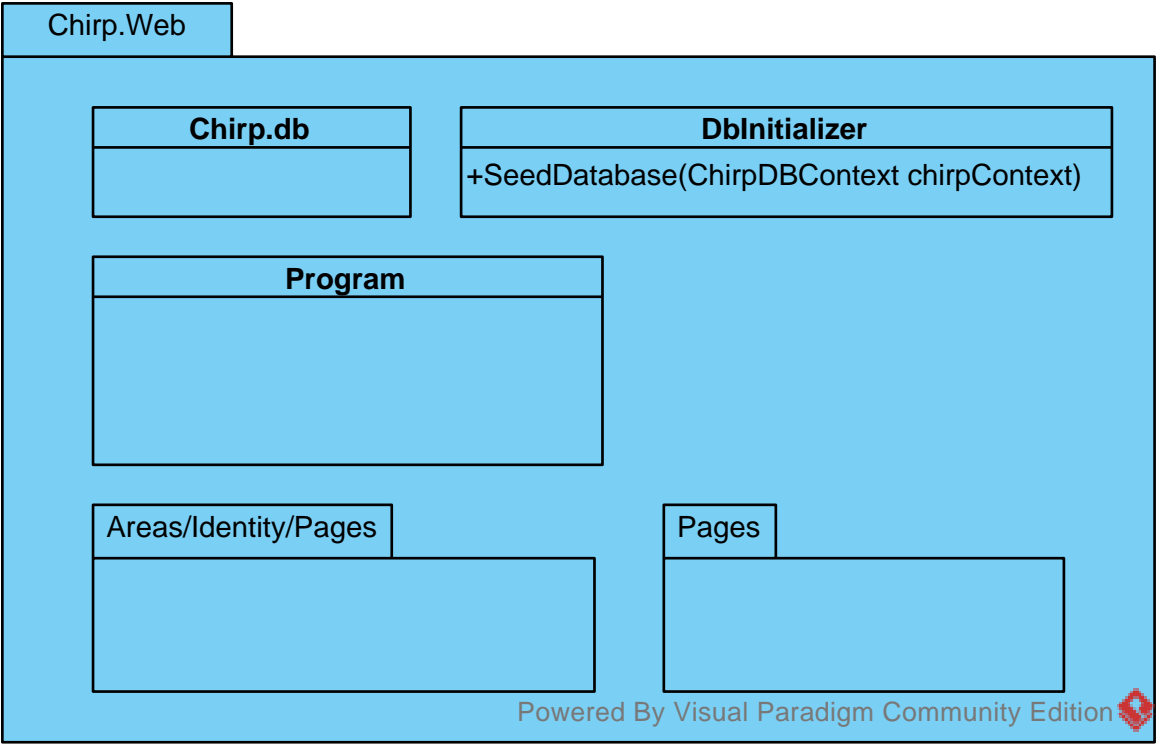 Chirp.Web
Chirp.db
DbInitializer
+SeedDatabase(ChirpDBContext chirpContext)
Program
Areas/Identity/Pages
Pages
Powered By Visual Paradigm Community Edition